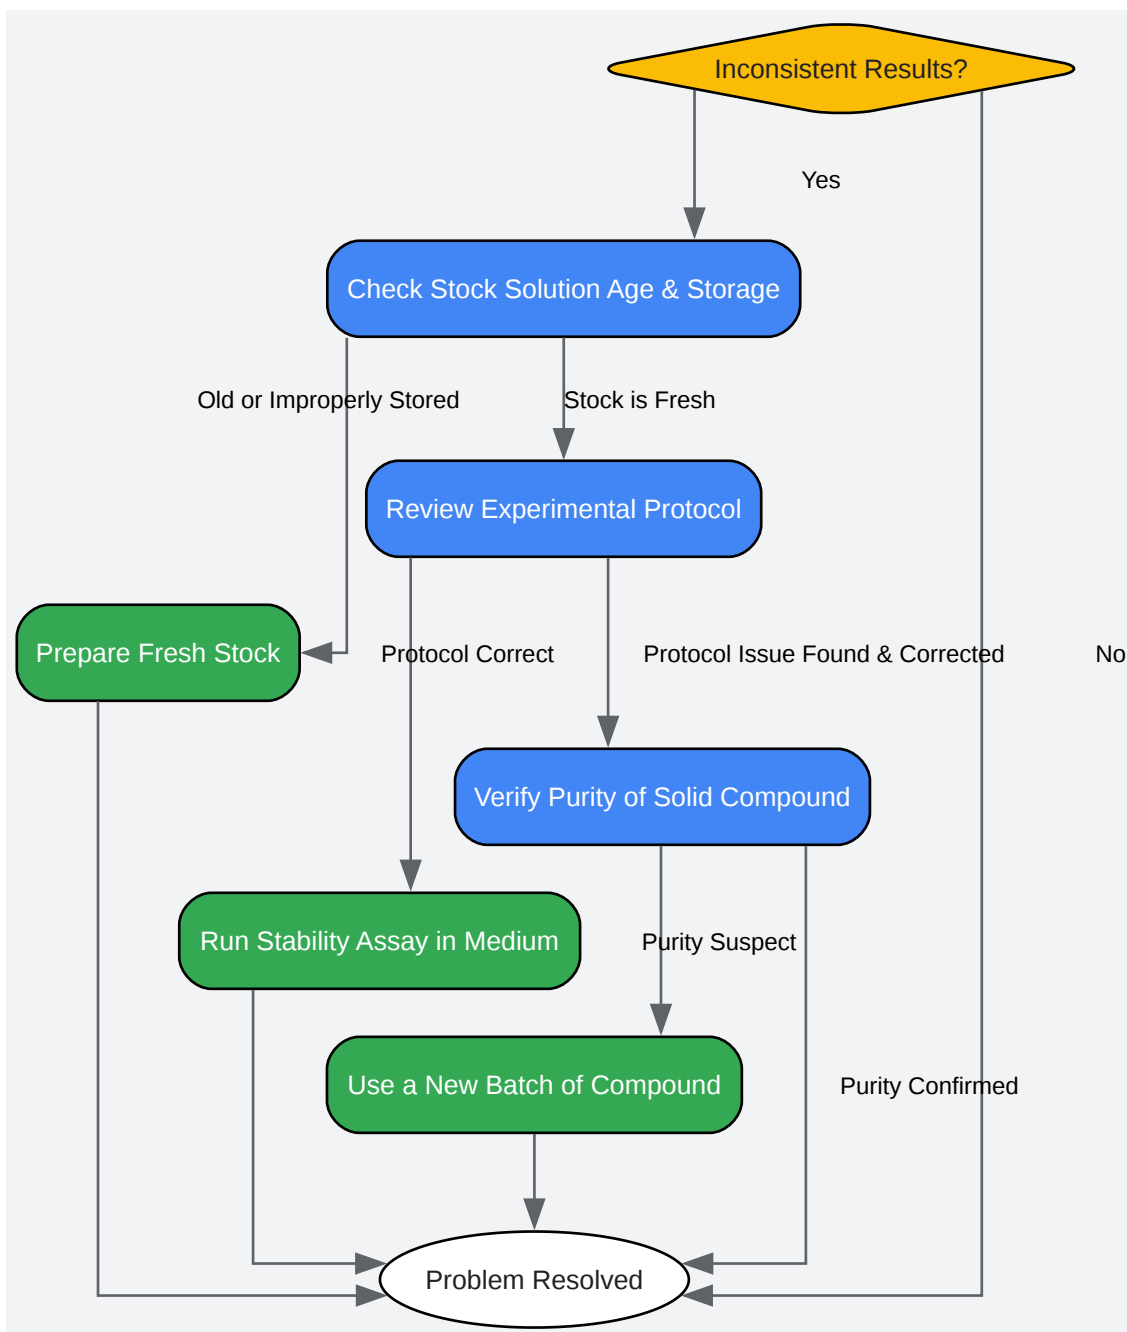 Inconsistent Results?
Yes
Check Stock Solution Age & Storage
Old or Improperly Stored
Stock is Fresh
Review Experimental Protocol
Prepare Fresh Stock
Protocol Correct
Protocol Issue Found & Corrected
No
Verify Purity of Solid Compound
Run Stability Assay in Medium
Purity Suspect
Use a New Batch of Compound
Purity Confirmed
Problem Resolved